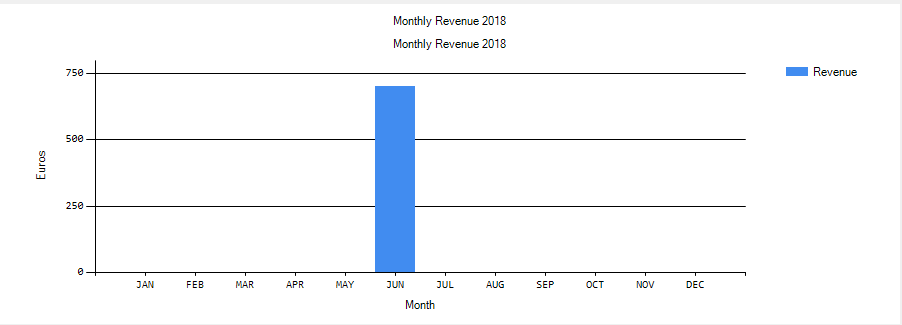 Monthly Revenue 2018
Monthly Revenue 2018
Revenue
Euros
750
500
250
0
JAN FEB MAR APR MAY JUN JUL AUG SEP OCT NOV DEC
Month